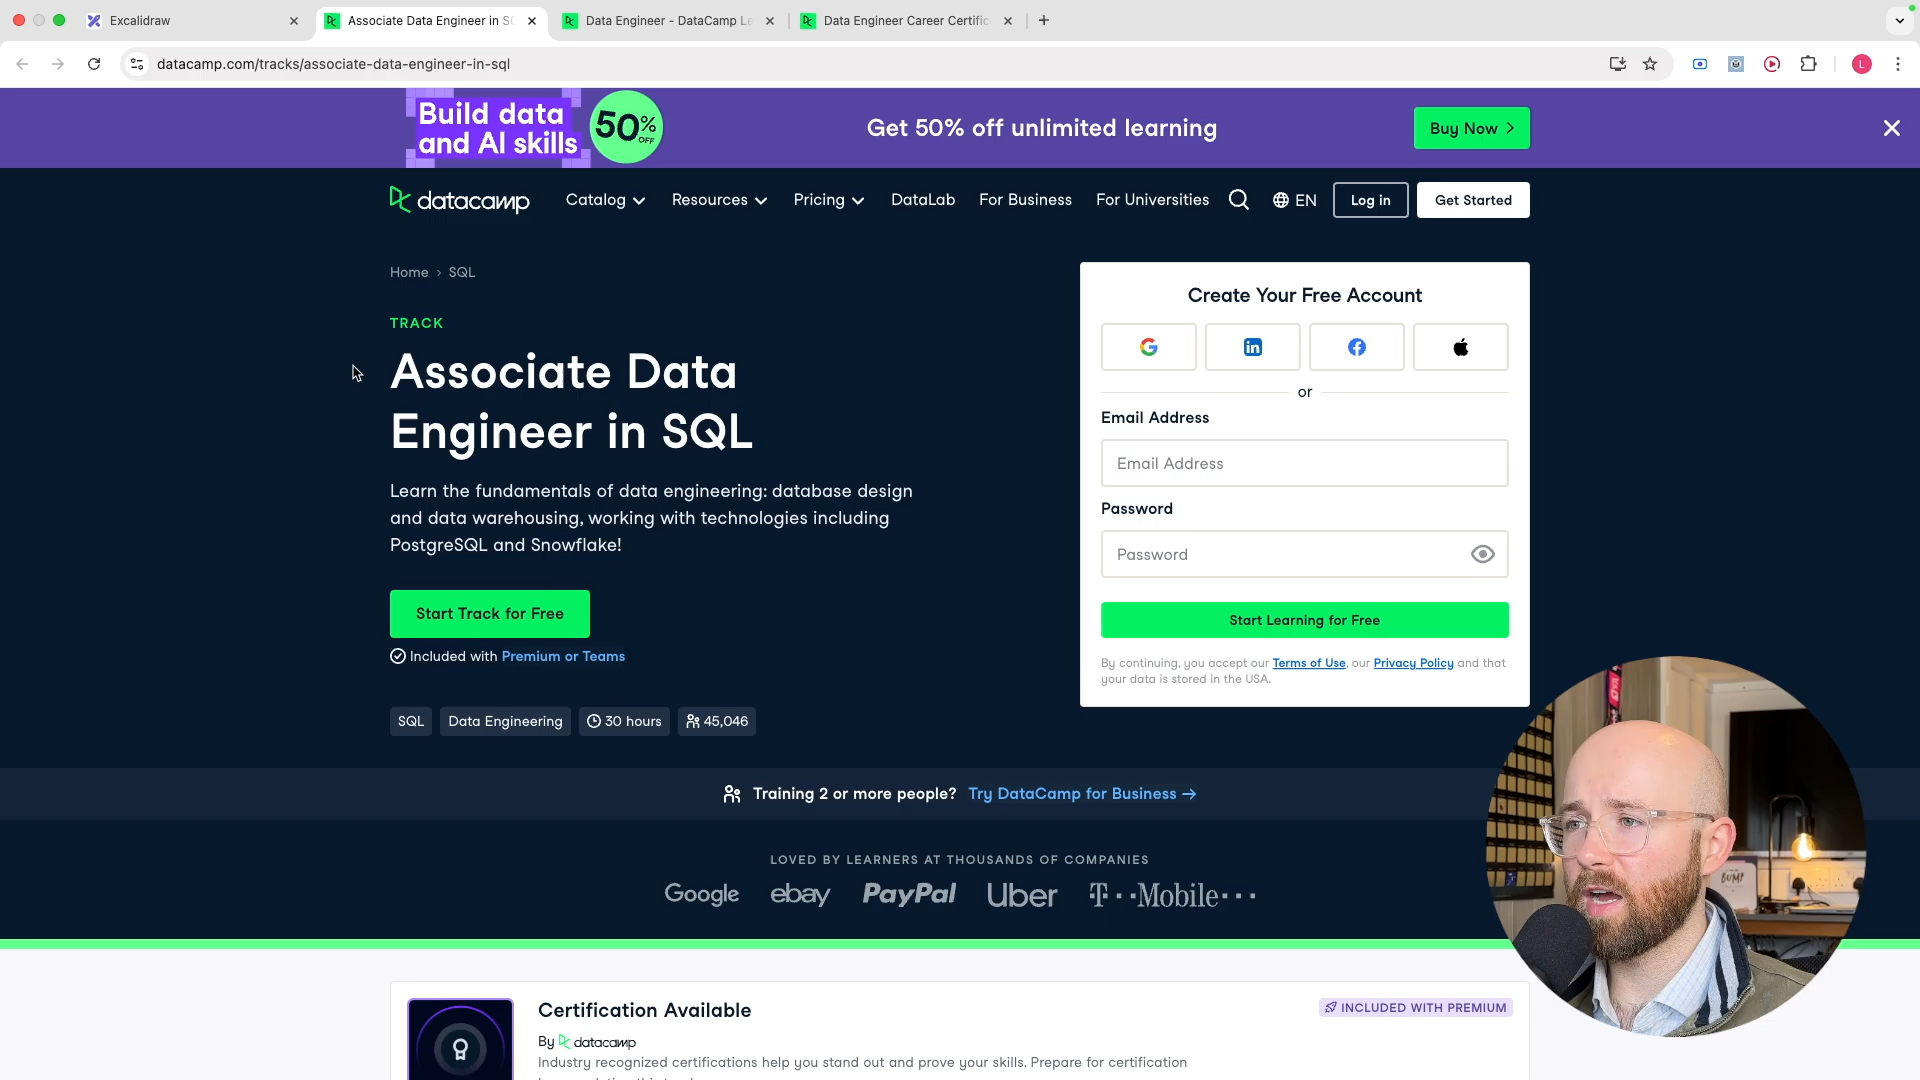 Excalidraw
Associate Data Engineer in S
Data Engineer - DataCamp Le
Data Engineer Career Certific
datacamp.com/tracks/associate-data-engineer-in-sql
L
Build data
and AI skills
50% OFF
Get 50% off unlimited learning
Buy Now
datacamp
Catalog
Resources
Pricing
DataLab
For Business
For Universities
EN
Log in
Get Started
Home › SQL
TRACK
Associate Data
Engineer in SQL
Learn the fundamentals of data engineering: database design
and data warehousing, working with technologies including
PostgreSQL and Snowflake!
Start Track for Free
Included with Premium or Teams
SQL
Data Engineering
30 hours
45,046
Create Your Free Account
or
Email Address
Email Address
Password
Password
Start Learning for Free
By continuing, you accept our Terms of Use, our Privacy Policy and that
your data is stored in the USA.
Training 2 or more people? Try DataCamp for Business →
LOVED BY LEARNERS AT THOUSANDS OF COMPANIES
Google
ebay
PayPal
Uber
T··Mobile···
Certification Available
INCLUDED WITH PREMIUM
By datacamp
Industry recognized certifications help you stand out and prove your skills. Prepare for certification